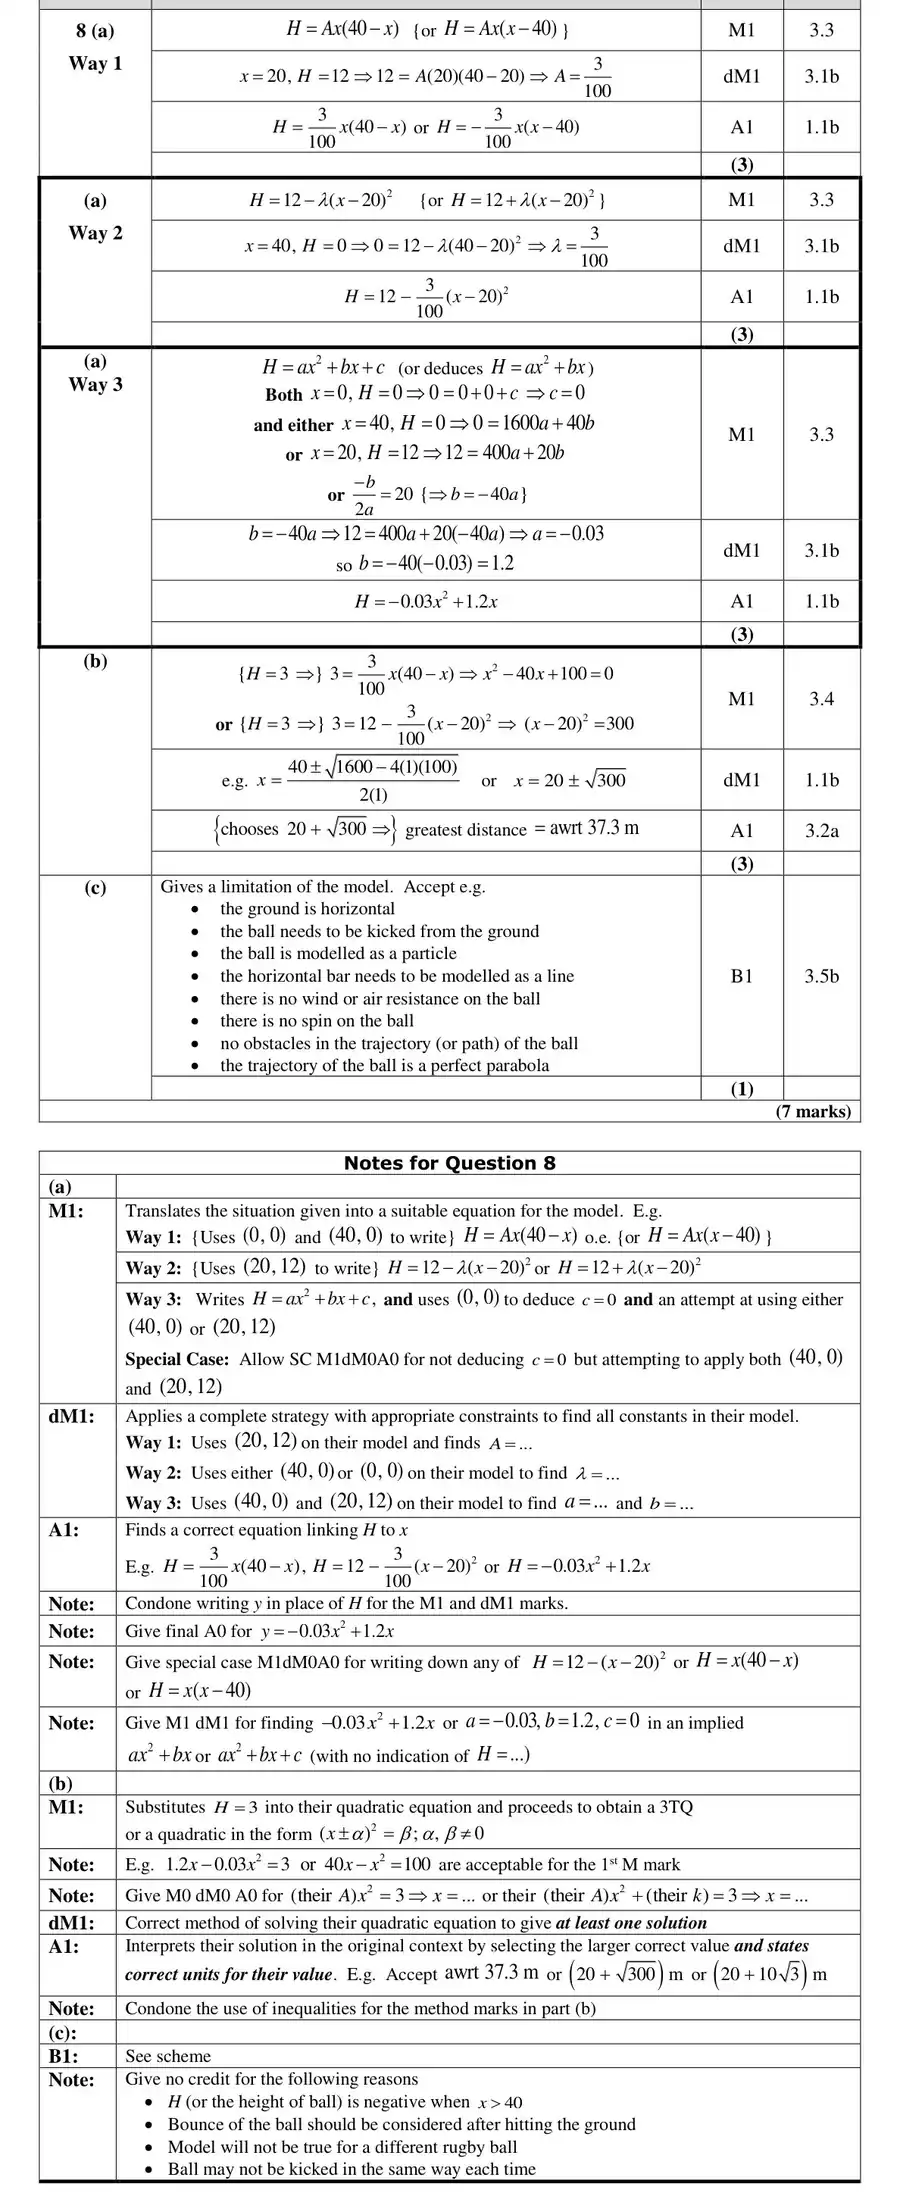 8 (a)
Way 1
H = Ax(40 − x) {or H = Ax(x − 40) }
M1
3.3
x = 20, H = 12 ⇒ 12 = A(20)(40 − 20) ⇒ A = 3/100
dM1
3.1b
H = 3/100 x(40 − x) or H = − 3/100 x(x − 40)
A1
1.1b
(3)
(a)
Way 2
H = 12 − λ(x − 20)² {or H = 12 + λ(x − 20)² }
M1
3.3
x = 40, H = 0 ⇒ 0 = 12 − λ(40 − 20)² ⇒ λ = 3/100
dM1
3.1b
H = 12 − 3/100 (x − 20)²
A1
1.1b
(3)
(a)
Way 3
H = ax² + bx + c (or deduces H = ax² + bx)
Both x = 0, H = 0 ⇒ 0 = 0 + 0 + c ⇒ c = 0
and either x = 40, H = 0 ⇒ 0 = 1600a + 40b
or x = 20, H = 12 ⇒ 12 = 400a + 20b
or −b/2a = 20 {⇒ b = −40a}
M1
3.3
b = −40a ⇒ 12 = 400a + 20(−40a) ⇒ a = −0.03
so b = −40(−0.03) = 1.2
dM1
3.1b
H = −0.03x² + 1.2x
A1
1.1b
(3)
(b)
{H = 3 ⇒} 3 = 3/100 x(40 − x) ⇒ x² − 40x + 100 = 0
or {H = 3 ⇒} 3 = 12 − 3/100 (x − 20)² ⇒ (x − 20)² = 300
M1
3.4
e.g. x = (40 ± √(1600 − 4(1)(100)))/2(1) or x = 20 ± √300
dM1
1.1b
{chooses 20 + √300 ⇒} greatest distance = awrt 37.3 m
A1
3.2a
(3)
(c)
Gives a limitation of the model. Accept e.g.
• the ground is horizontal
• the ball needs to be kicked from the ground
• the ball is modelled as a particle
• the horizontal bar needs to be modelled as a line
• there is no wind or air resistance on the ball
• there is no spin on the ball
• no obstacles in the trajectory (or path) of the ball
• the trajectory of the ball is a perfect parabola
B1
3.5b
(1)
(7 marks)
Notes for Question 8
(a)
M1: Translates the situation given into a suitable equation for the model. E.g.
Way 1: {Uses (0, 0) and (40, 0) to write} H = Ax(40 − x) o.e. {or H = Ax(x − 40) }
Way 2: {Uses (20, 12) to write} H = 12 − λ(x − 20)² or H = 12 + λ(x − 20)²
Way 3: Writes H = ax² + bx + c, and uses (0, 0) to deduce c = 0 and an attempt at using either
(40, 0) or (20, 12)
Special Case: Allow SC M1dM0A0 for not deducing c = 0 but attempting to apply both (40, 0)
and (20, 12)
dM1: Applies a complete strategy with appropriate constraints to find all constants in their model.
Way 1: Uses (20, 12) on their model and finds A = ...
Way 2: Uses either (40, 0) or (0, 0) on their model to find λ = ...
Way 3: Uses (40, 0) and (20, 12) on their model to find a = ... and b = ...
A1: Finds a correct equation linking H to x
E.g. H = 3/100 x(40 − x), H = 12 − 3/100 (x − 20)² or H = −0.03x² + 1.2x
Note: Condone writing y in place of H for the M1 and dM1 marks.
Note: Give final A0 for y = −0.03x² + 1.2x
Note: Give special case M1dM0A0 for writing down any of H = 12 − (x − 20)² or H = x(40 − x)
or H = x(x − 40)
Note: Give M1 dM1 for finding −0.03x² + 1.2x or a = −0.03, b = 1.2, c = 0 in an implied
ax² + bx or ax² + bx + c (with no indication of H = ...)
(b)
M1: Substitutes H = 3 into their quadratic equation and proceeds to obtain a 3TQ
or a quadratic in the form (x ± α)² = β; α, β ≠ 0
Note: E.g. 1.2x − 0.03x² = 3 or 40x − x² = 100 are acceptable for the 1st M mark
Note: Give M0 dM0 A0 for (their A)x² = 3 ⇒ x = ... or their (their A)x² + (their k) = 3 ⇒ x = ...
dM1: Correct method of solving their quadratic equation to give at least one solution
A1: Interprets their solution in the original context by selecting the larger correct value and states
correct units for their value. E.g. Accept awrt 37.3 m or (20 + √300) m or (20 + 10√3) m
Note: Condone the use of inequalities for the method marks in part (b)
(c):
B1: See scheme
Note: Give no credit for the following reasons
• H (or the height of ball) is negative when x > 40
• Bounce of the ball should be considered after hitting the ground
• Model will not be true for a different rugby ball
• Ball may not be kicked in the same way each time